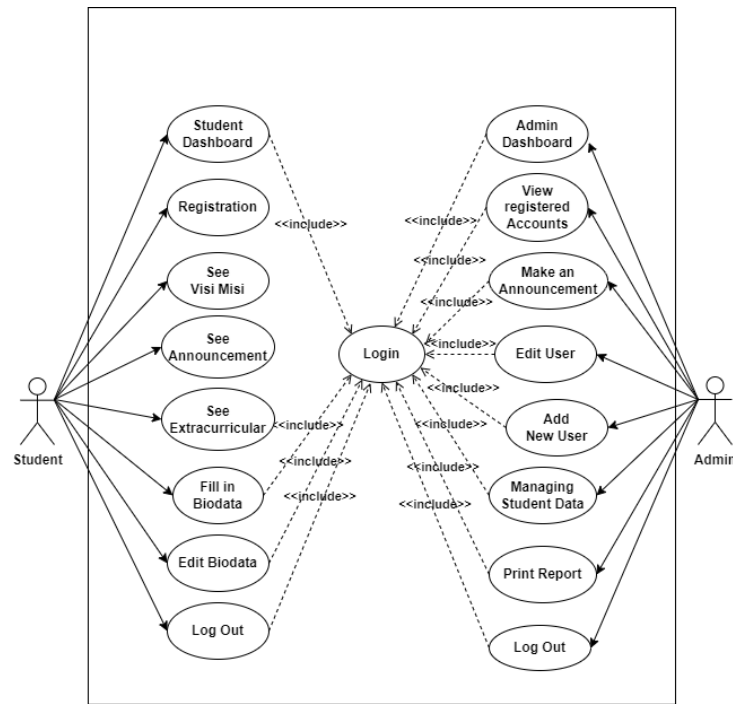 Student
Dashboard
Registration
<<include>>
See
Visi Misi
See
Announcement
See
Extracurricular
<<include>>
Fill in
Biodata
<<include>>
<<include>>
Edit Biodata
Log Out
Student
Login
Admin
Dashboard
View
registered
Accounts
<<include>>
<<include>>
Make an
Announcement
<<include>>
Edit User
<<include>>
Add
New User
<<include>>
Managing
Student Data
<<include>>
<<include>>
Print Report
<<include>>
Log Out
Admin